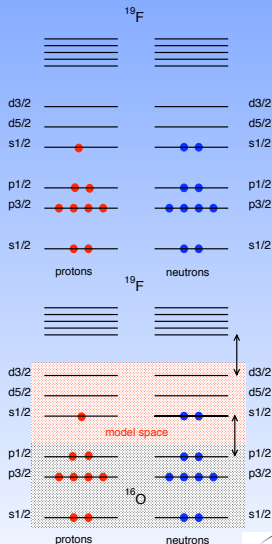 19F
d3/2 d3/2
d5/2 d5/2
s1/2 s1/2
p1/2 p1/2
p3/2 p3/2
s1/2 s1/2
protons neutrons
19F
d3/2 d3/2
d5/2 d5/2
s1/2 s1/2
model space
p1/2 p1/2
p3/2 p3/2
16O
s1/2 s1/2
protons neutrons